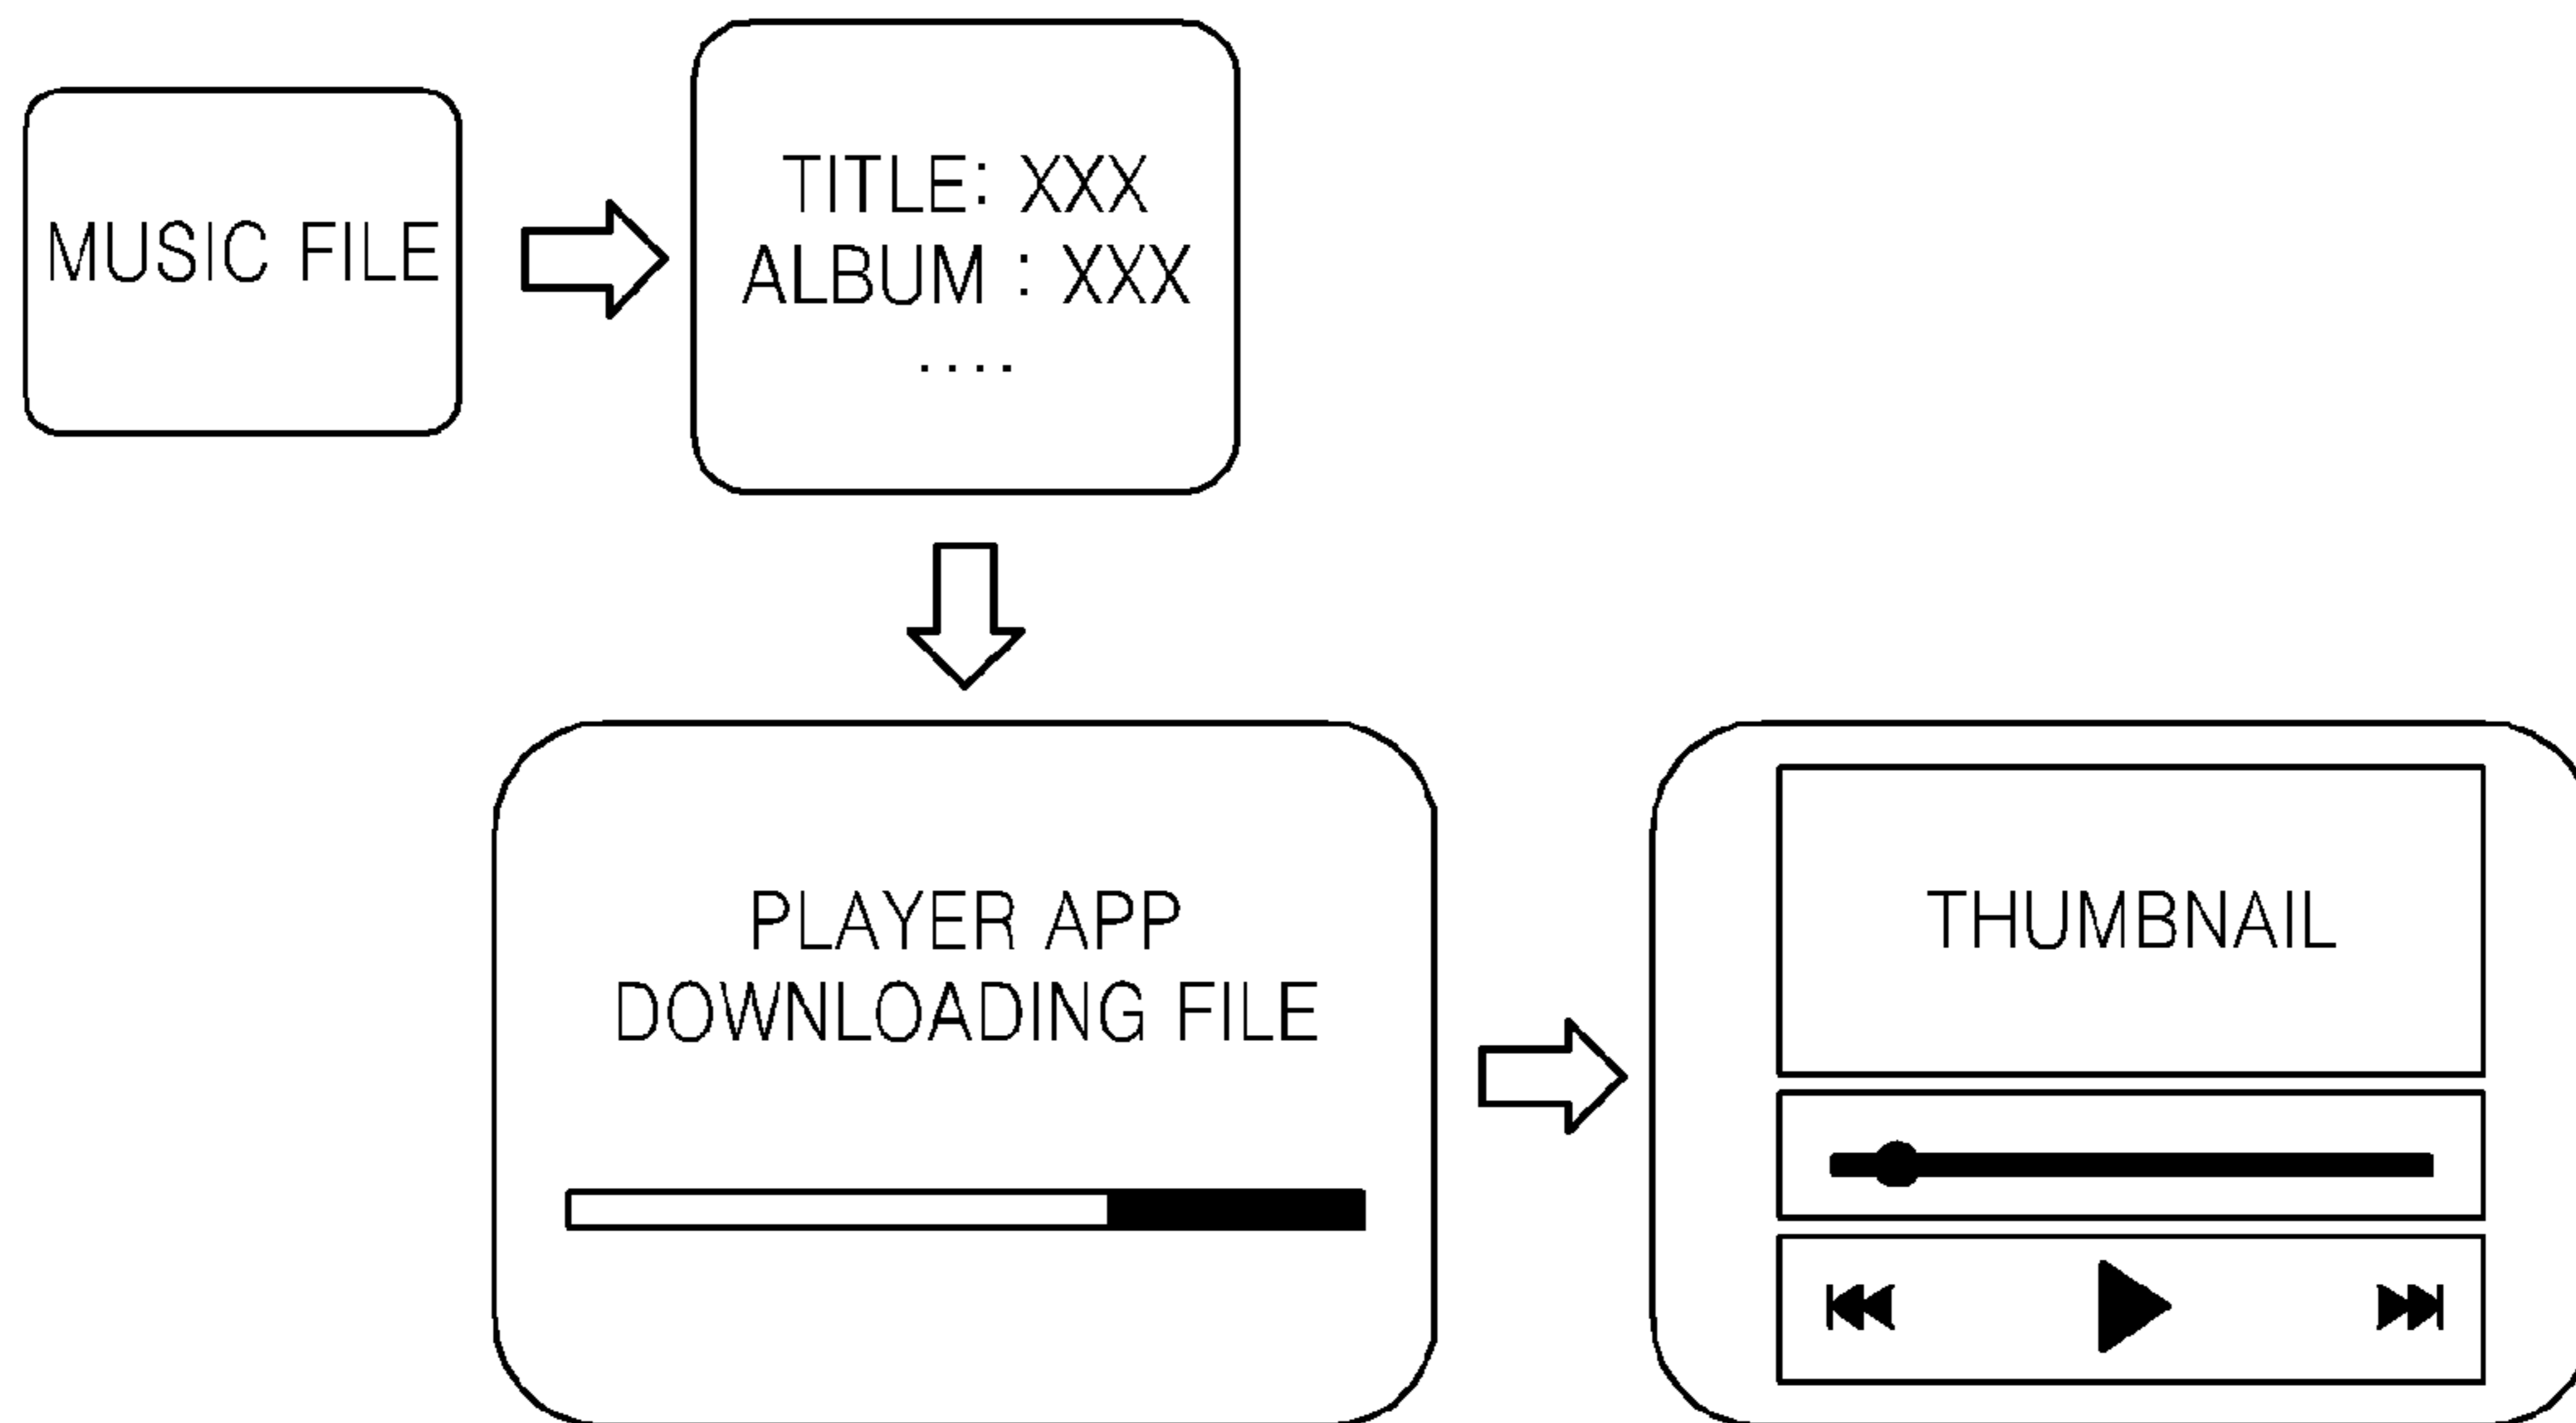 MUSIC FILE
TITLE: XXX
ALBUM : XXX
....
PLAYER APP
DOWNLOADING FILE
THUMBNAIL